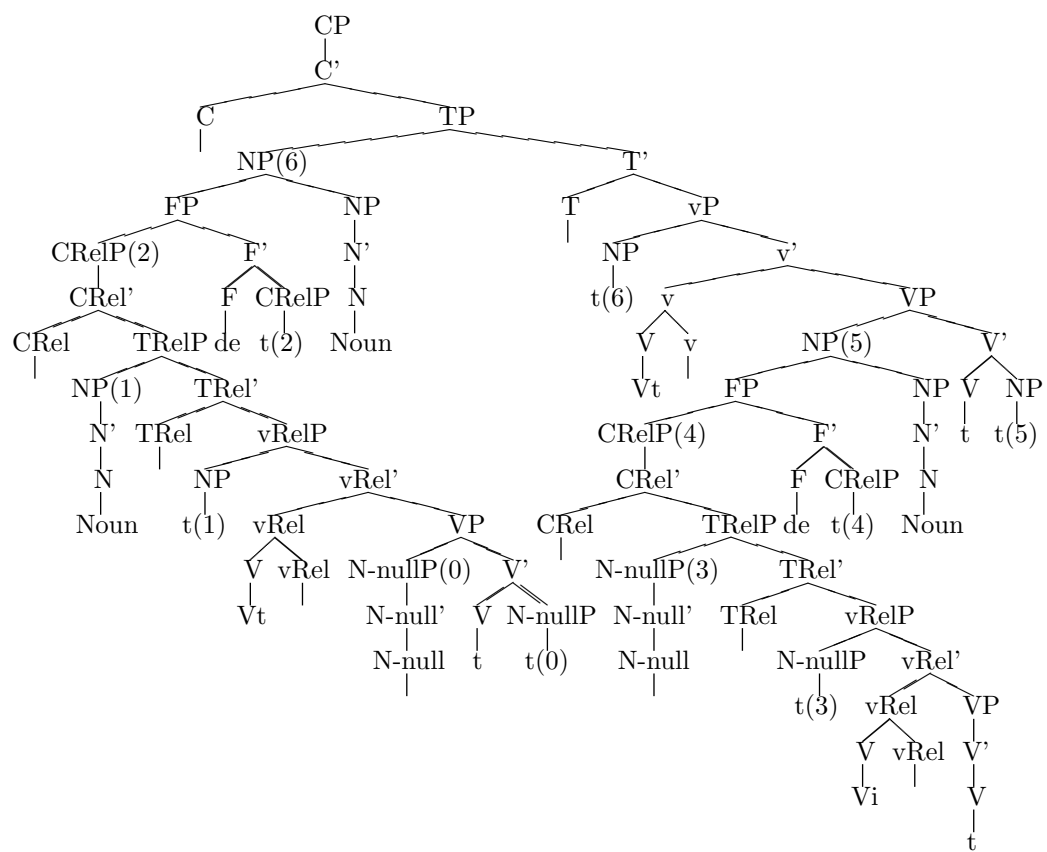 CP
C'
C TP
NP(6) T'
FP NP T vP
CRelP(2) F' N' NP v'
CRel' F CRelP N t(6) v VP
CRel TRelP de t(2) Noun V v NP(5) V'
NP(1) TRel' Vt FP NP V NP
N' TRel vRelP CRelP(4) F' N' t t(5)
N NP vRel' CRel' F CRelP N
Noun t(1) vRel VP CRel TRelP de t(4) Noun
V vRel N-nullP(0) V' N-nullP(3) TRel'
Vt N-null' V N-nullP N-null' TRel vRelP
N-null t t(0) N-null N-nullP vRel'
t(3) vRel VP
V vRel V'
Vi V
t